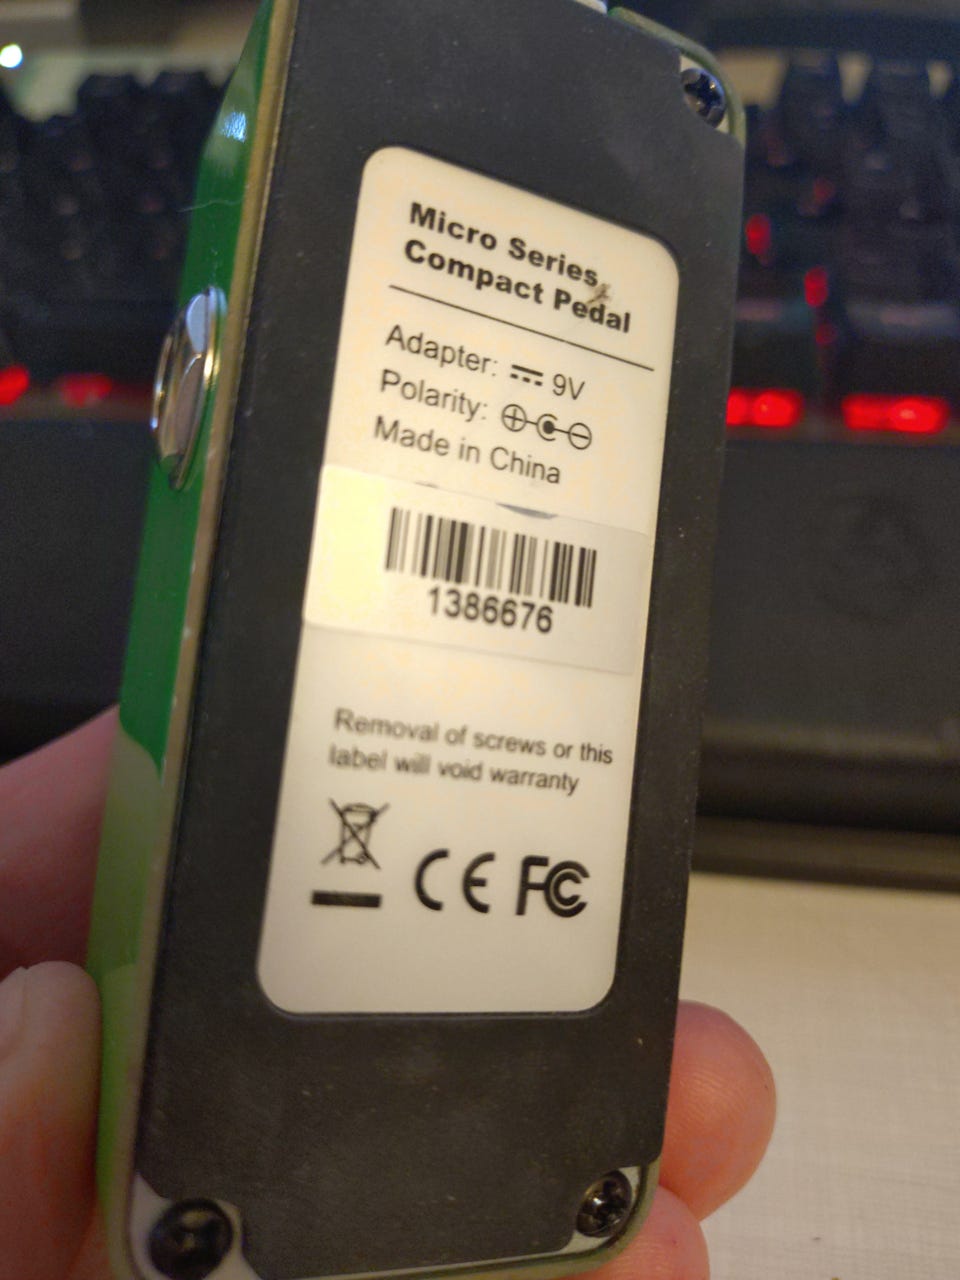 Micro Series
Compact Pedal
Adapter: ⎓ 9V
Polarity:
Made in China
1386676
Removal of screws or this
label will void warranty
CE FC